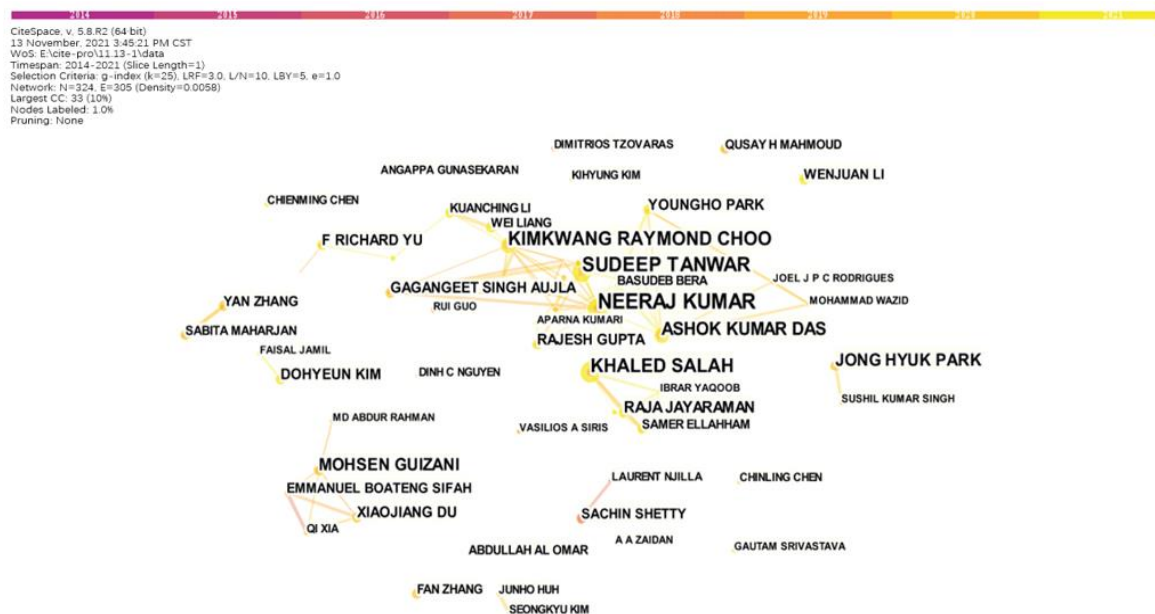 2014 2015 2016 2017 2018 2019 2020 2021
CiteSpace, v. 5.8.R2 (64-bit)
13 November, 2021 3:45:21 PM CST
WoS: E:\cite-pro\11.13-1\data
Timespan: 2014-2021 (Slice Length=1)
Selection Criteria: g-index (k=25), LRF=3.0, L/N=10, LBY=5, e=1.0
Network: N=324, E=305 (Density=0.0058)
Largest CC: 33 (10%)
Nodes Labeled: 1.0%
Pruning: None
DIMITRIOS TZOVARAS
QUSAY H MAHMOUD
ANGAPPA GUNASEKARAN
KIHYUNG KIM
WENJUAN LI
CHIENMING CHEN
KUANCHING LI
YOUNGHO PARK
WEI LIANG
F RICHARD YU
KIMKWANG RAYMOND CHOO
SUDEEP TANWAR
BASUDEB BERA
JOEL J P C RODRIGUES
GAGANGEET SINGH AUJLA
YAN ZHANG
NEERAJ KUMAR
MOHAMMAD WAZID
RUI GUO
APARNA KUMARI
SABITA MAHARJAN
ASHOK KUMAR DAS
RAJESH GUPTA
FAISAL JAMIL
DOHYEUN KIM
DINH C NGUYEN
KHALED SALAH
JONG HYUK PARK
IBRAR YAQOOB
SUSHIL KUMAR SINGH
RAJA JAYARAMAN
MD ABDUR RAHMAN
VASILIOS A SIRIS
SAMER ELLAHHAM
MOHSEN GUIZANI
LAURENT NJILLA
CHINLING CHEN
EMMANUEL BOATENG SIFAH
XIAOJIANG DU
SACHIN SHETTY
QI XIA
A A ZAIDAN
ABDULLAH AL OMAR
GAUTAM SRIVASTAVA
FAN ZHANG
JUNHO HUH
SEONGKYU KIM